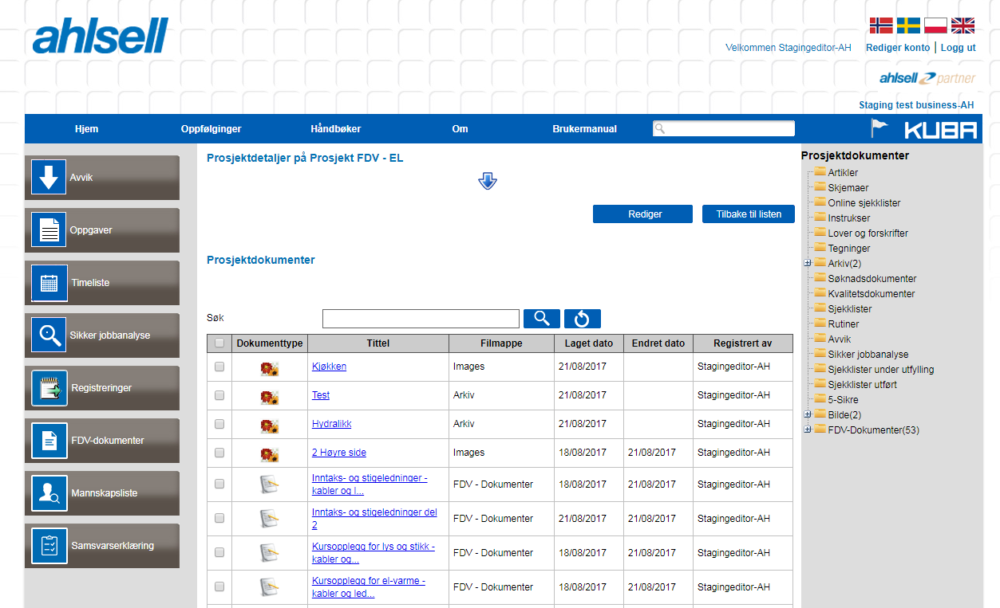 ahlsell
Velkommen Stagingeditor-AH Rediger konto | Logg ut
ahlsell partner
Staging test business-AH
Hjem Oppfølginger Håndbøker Om Brukermanual KUBA
Avvik
Oppgaver
Timeliste
Sikker jobbanalyse
Registreringer
FDV-dokumenter
Mannskapsliste
Samsvarserklæring
Prosjektdetaljer på Prosjekt FDV - EL
Rediger Tilbake til listen
Prosjektdokumenter
Søk
Dokumenttype Tittel Filmappe Laget dato Endret dato Registrert av
Kjøkken Images 21/08/2017 Stagingeditor-AH
Test Arkiv 21/08/2017 Stagingeditor-AH
Hydralikk Arkiv 21/08/2017 Stagingeditor-AH
2 Høyre side Images 18/08/2017 21/08/2017 Stagingeditor-AH
Inntaks- og stigeledninger -
kabler og l... FDV - Dokumenter 18/08/2017 21/08/2017 Stagingeditor-AH
Inntaks- og stigeledninger del
2 FDV - Dokumenter 21/08/2017 21/08/2017 Stagingeditor-AH
Kursopplegg for lys og stikk -
kabler og... FDV - Dokumenter 18/08/2017 21/08/2017 Stagingeditor-AH
Kursopplegg for el-varme -
kabler og led... FDV - Dokumenter 18/08/2017 21/08/2017 Stagingeditor-AH
Prosjektdokumenter
Artikler
Skjemaer
Online sjekklister
Instrukser
Lover og forskrifter
Tegninger
Arkiv(2)
Søknadsdokumenter
Kvalitetsdokumenter
Sjekklister
Rutiner
Avvik
Sikker jobbanalyse
Sjekklister under utfylling
Sjekklister utført
5-Sikre
Bilde(2)
FDV-Dokumenter(53)